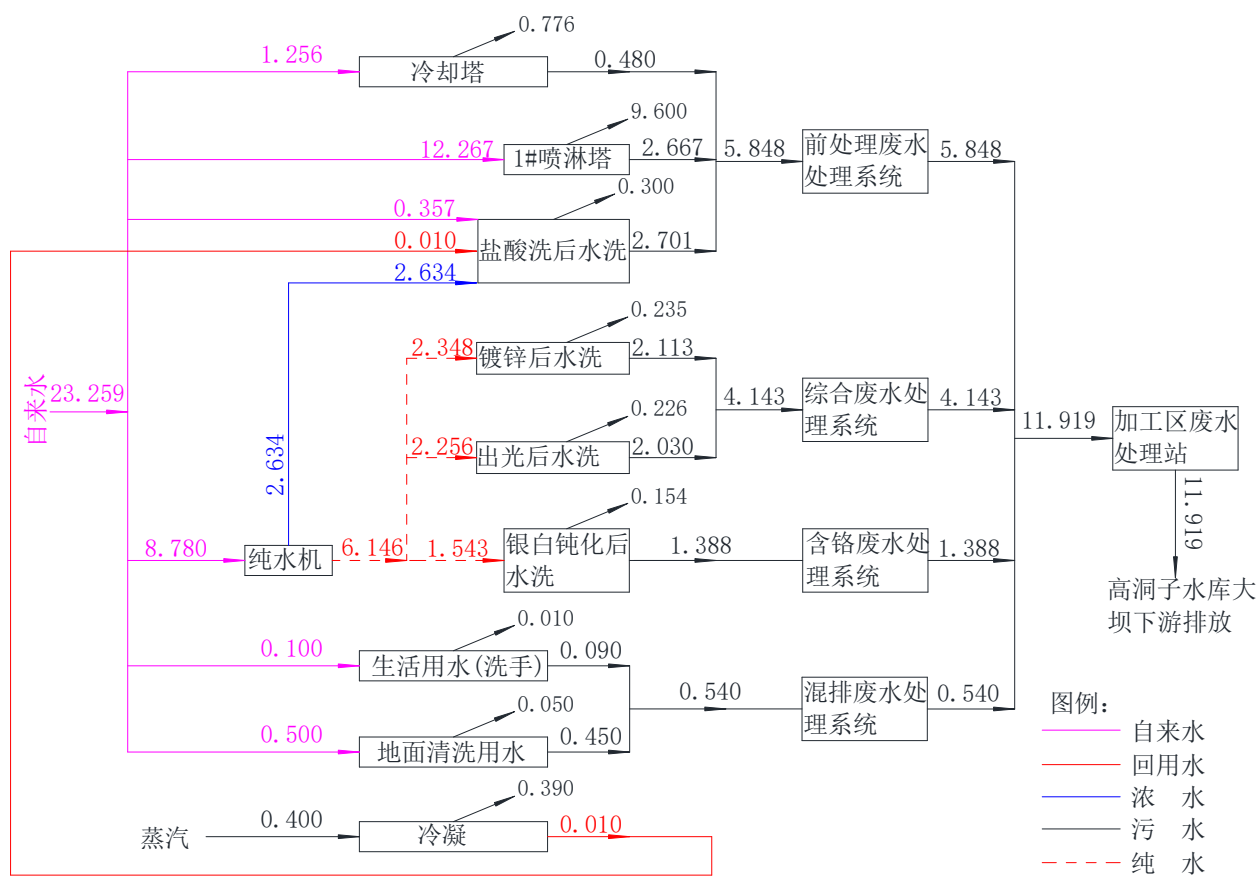 0.776
1.256
冷却塔
0.480
9.600
12.267
1#喷淋塔
2.667
5.848
前处理废水
处理系统
5.848
0.300
0.357
0.010
盐酸洗后水洗
2.701
2.634
0.235
2.348
镀锌后水洗
2.113
自来水
23.259
4.143
综合废水处
理系统
4.143
0.226
2.256
出光后水洗
2.030
11.919
加工区废水
处理站
2.634
0.154
11.919
8.780
纯水机
6.146
1.543
银白钝化后
水洗
1.388
含铬废水处
理系统
1.388
高洞子水库大
坝下游排放
0.010
0.100
生活用水(洗手)
0.090
0.540
混排废水处
理系统
0.540
0.050
0.500
地面清洗用水
0.450
图例:
自来水
回用水
浓 水
污 水
纯 水
0.390
蒸汽
0.400
冷凝
0.010